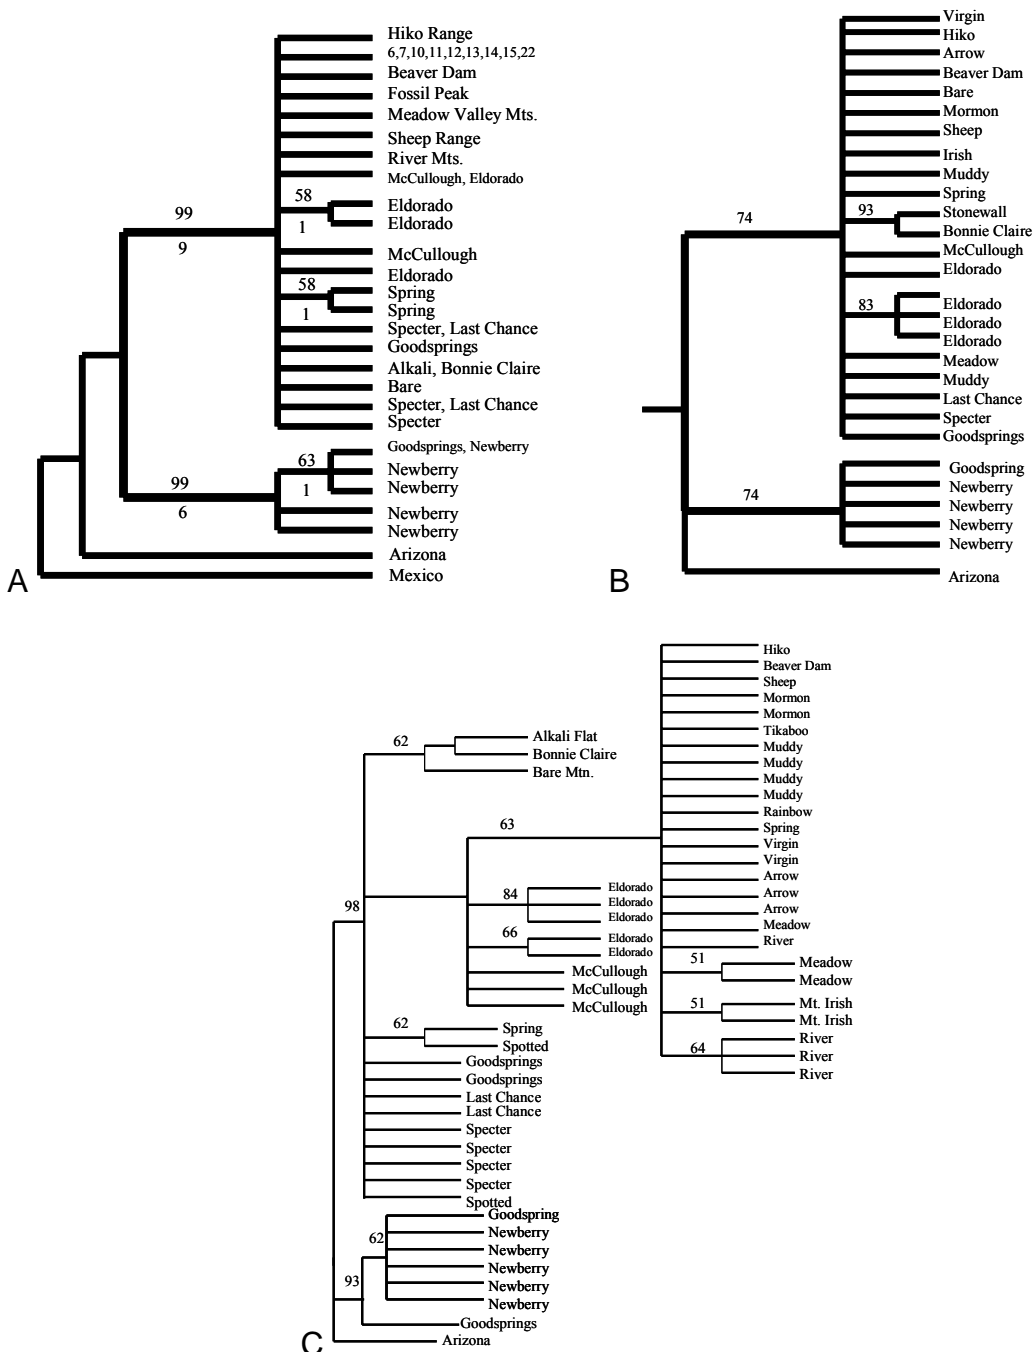 Hiko Range
6,7,10,11,12,13,14,15,22
Beaver Dam
Fossil Peak
Meadow Valley Mts.
Sheep Range
River Mts.
McCullough, Eldorado
99
9
58
1
Eldorado
Eldorado
McCullough
Eldorado
58
1
Spring
Spring
Specter, Last Chance
Goodsprings
Alkali, Bonnie Claire
Bare
Specter, Last Chance
Specter
Goodsprings, Newberry
99
6
63
1
Newberry
Newberry
Newberry
Newberry
Arizona
Mexico
A
Virgin
Hiko
Arrow
Beaver Dam
Bare
Mormon
Sheep
Irish
Muddy
Spring
74
93
Stonewall
Bonnie Claire
McCullough
Eldorado
83
Eldorado
Eldorado
Eldorado
Meadow
Muddy
Last Chance
Specter
Goodsprings
74
Goodspring
Newberry
Newberry
Newberry
Newberry
Arizona
B
62
Alkali Flat
Bonnie Claire
Bare Mtn.
63
Hiko
Beaver Dam
Sheep
Mormon
Mormon
Tikaboo
Muddy
Muddy
Muddy
Muddy
Rainbow
Spring
Virgin
Virgin
Arrow
Arrow
Arrow
Meadow
River
51
Meadow
Meadow
51
Mt. Irish
Mt. Irish
64
River
River
River
98
84
Eldorado
Eldorado
Eldorado
66
Eldorado
Eldorado
McCullough
McCullough
McCullough
62
Spring
Spotted
Goodsprings
Goodsprings
Last Chance
Last Chance
Specter
Specter
Specter
Specter
Spotted
93
62
Goodspring
Newberry
Newberry
Newberry
Newberry
Newberry
Goodsprings
Arizona
C